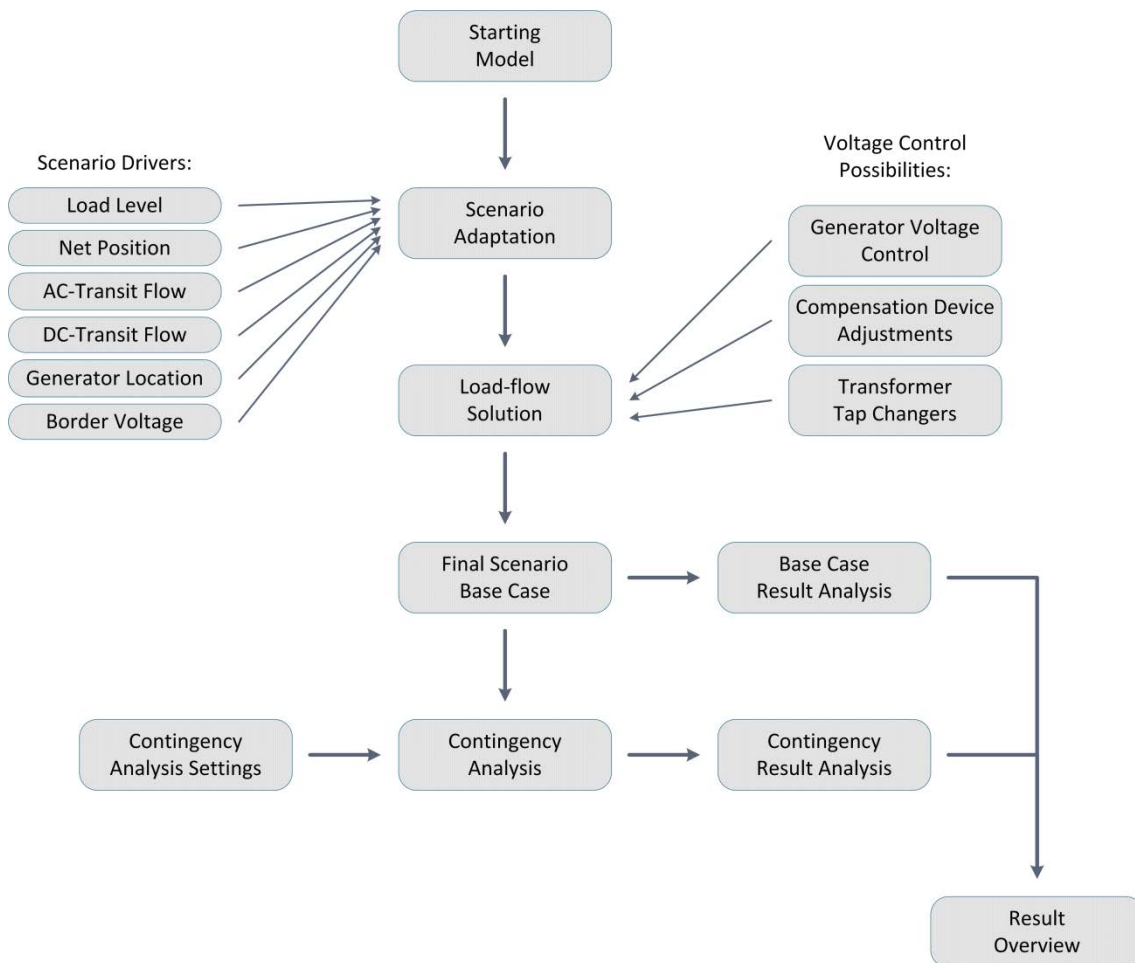 Starting
Model
Scenario Drivers:
Load Level
Net Position
AC-Transit Flow
DC-Transit Flow
Generator Location
Border Voltage
Scenario
Adaptation
Voltage Control
Possibilities:
Generator Voltage
Control
Compensation Device
Adjustments
Transformer
Tap Changers
Load-flow
Solution
Final Scenario
Base Case
Base Case
Result Analysis
Contingency
Analysis Settings
Contingency
Analysis
Contingency
Result Analysis
Result
Overview